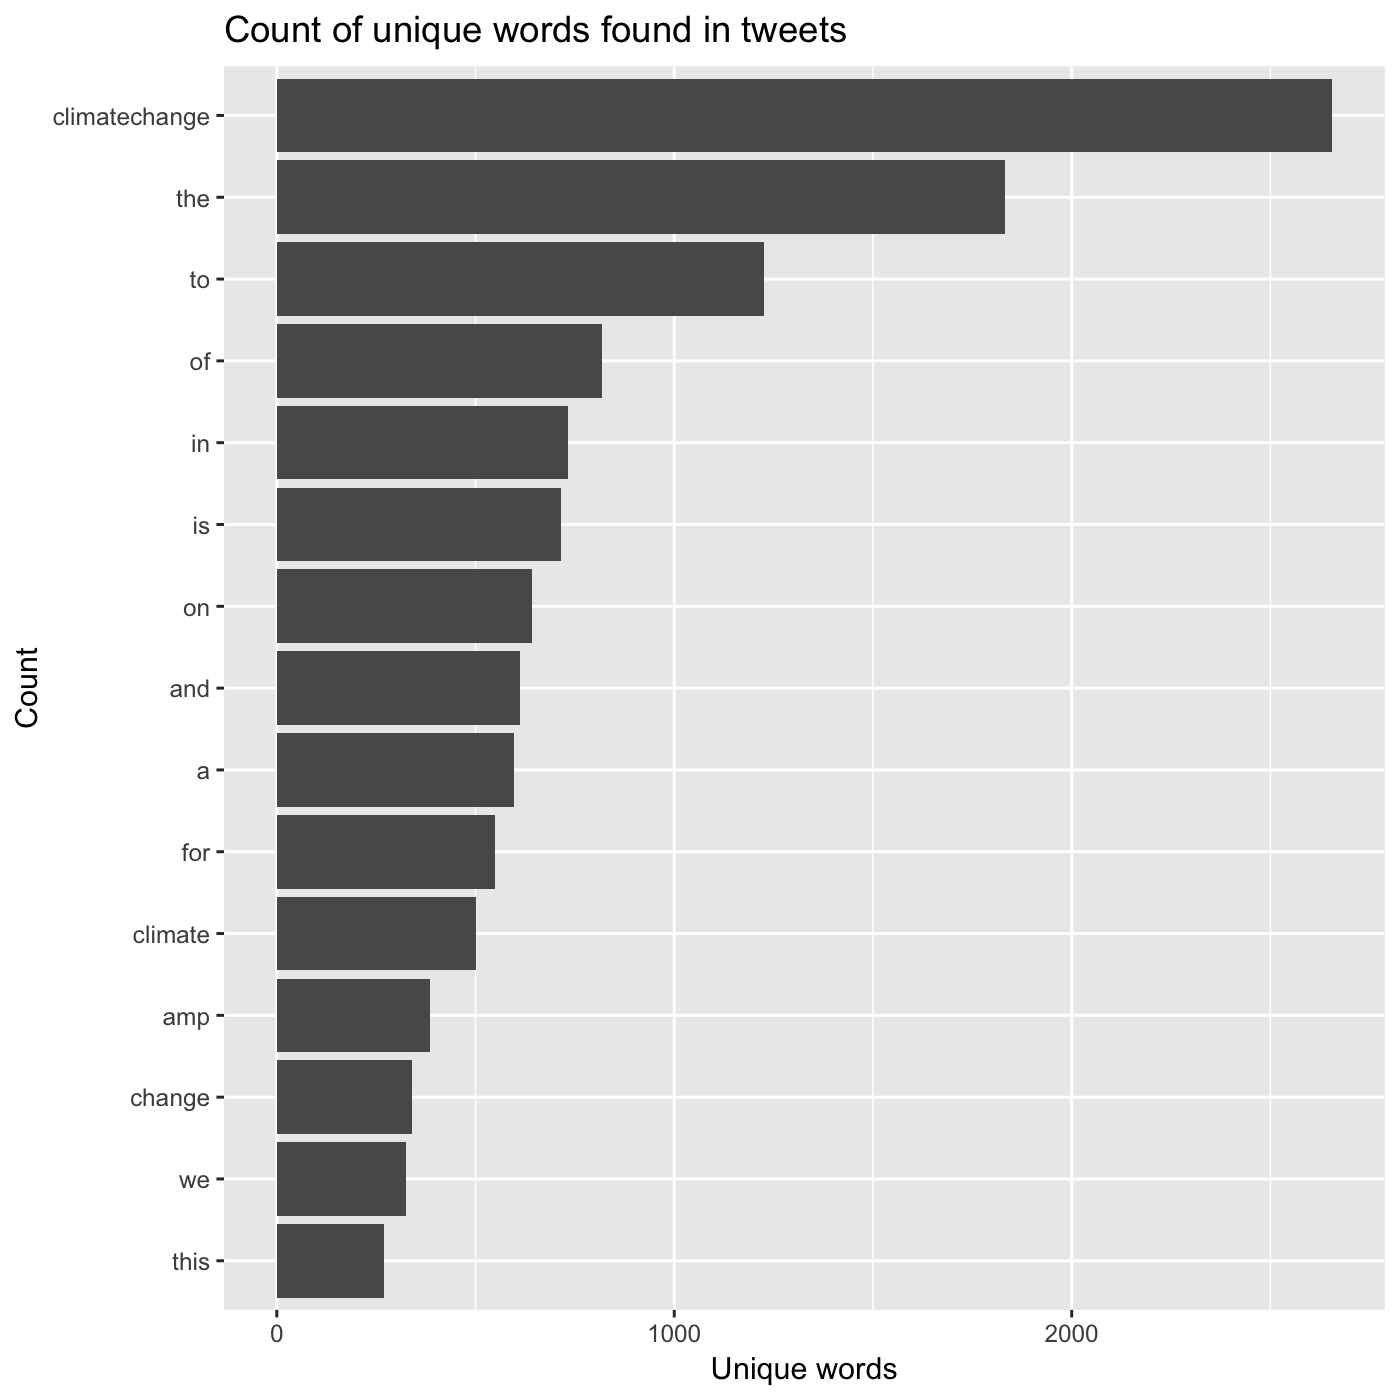 Count of unique words found in tweets
climatechange
the
to
of
in
is
on
and
a
for
climate
amp
change
we
this
Count
0 1000 2000
Unique words